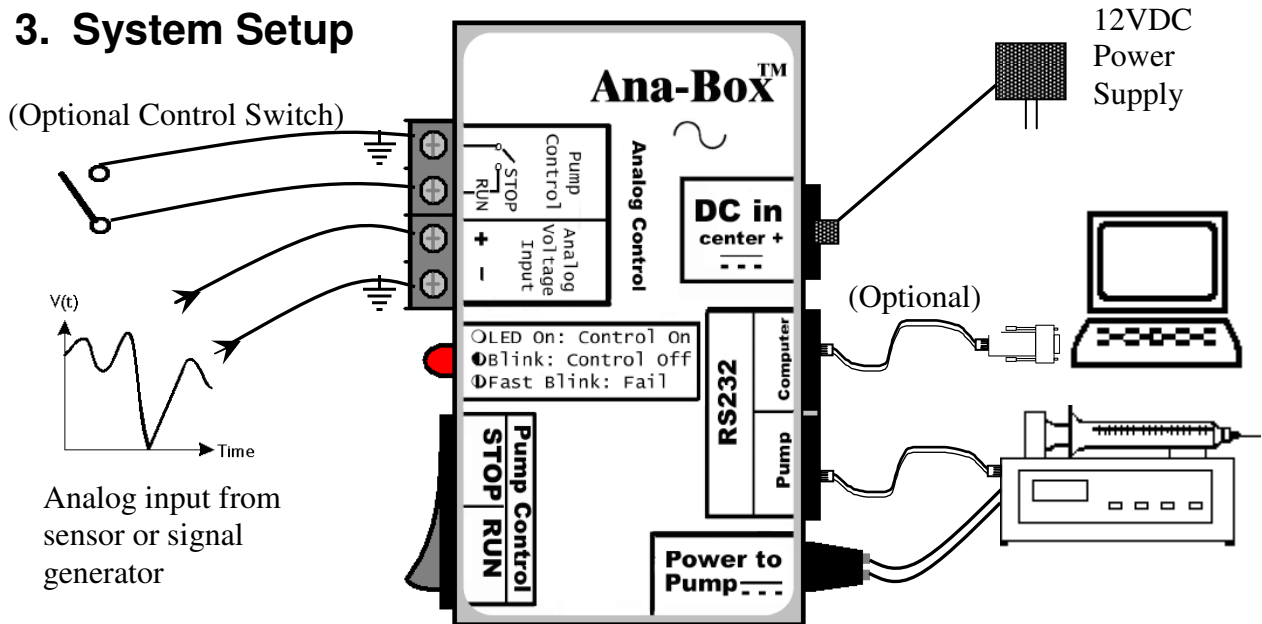 3. System Setup
(Optional Control Switch)
Ana-Box™
12VDC
Power
Supply
Pump
Control
STOP
RUN
Analog
Voltage
Input
+
−
Analog Control
DC in
center +
(Optional)
LED On: Control On
Blink: Control Off
Fast Blink: Fail
RS232
Computer
Pump
Pump Control
STOP
RUN
Power to
Pump
V(t)
Time
Analog input from
sensor or signal
generator